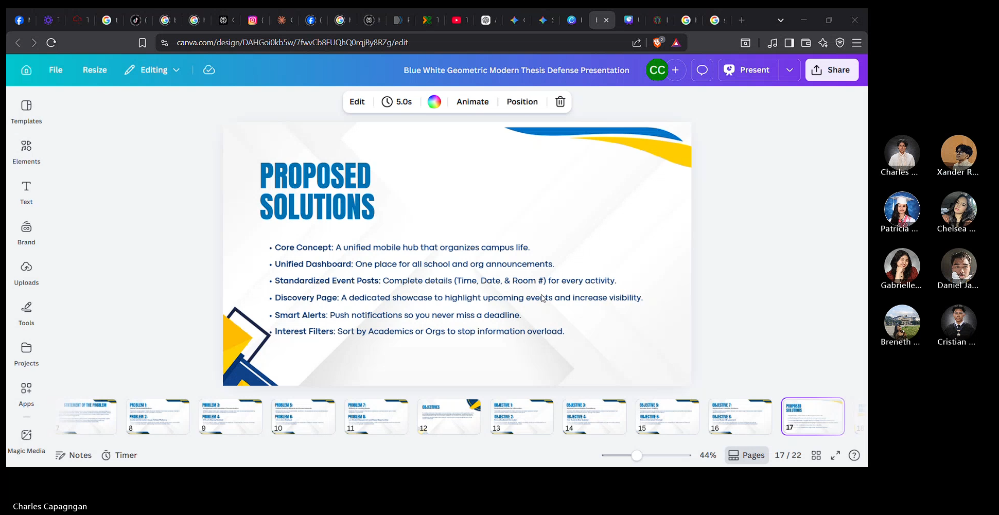 canva.com/design/DAHGoi0kb5w/7fwvCb8EUQhQ0rqjBy8RZg/edit
File
Resize
Editing
Blue White Geometric Modern Thesis Defense Presentation
CC
Present
Share
Edit
5.0s
Animate
Position
Templates
Elements
Text
Brand
Uploads
Tools
Projects
Apps
Magic Media
PROPOSED
SOLUTIONS
• Core Concept: A unified mobile hub that organizes campus life.
• Unified Dashboard: One place for all school and org announcements.
• Standardized Event Posts: Complete details (Time, Date, & Room #) for every activity.
• Discovery Page: A dedicated showcase to highlight upcoming events and increase visibility.
• Smart Alerts: Push notifications so you never miss a deadline.
• Interest Filters: Sort by Academics or Orgs to stop information overload.
STATEMENT OF THE PROBLEM
7
PROBLEM 1:
PROBLEM 2:
8
PROBLEM 3:
PROBLEM 4:
9
PROBLEM 5:
PROBLEM 6:
10
PROBLEM 7:
PROBLEM 8:
11
OBJECTIVES
12
OBJECTIVE 1:
OBJECTIVE 2:
13
OBJECTIVE 3:
OBJECTIVE 4:
14
OBJECTIVE 5:
OBJECTIVE 6:
15
OBJECTIVE 7:
OBJECTIVE 8:
16
PROPOSED
SOLUTIONS
17
18
Notes
Timer
44%
Pages
17 / 22
Charles ...
Xander R...
Patricia ...
Chelsea ...
Gabrielle...
Daniel Ja...
Breneth ...
Cristian ...
Charles Capagngan